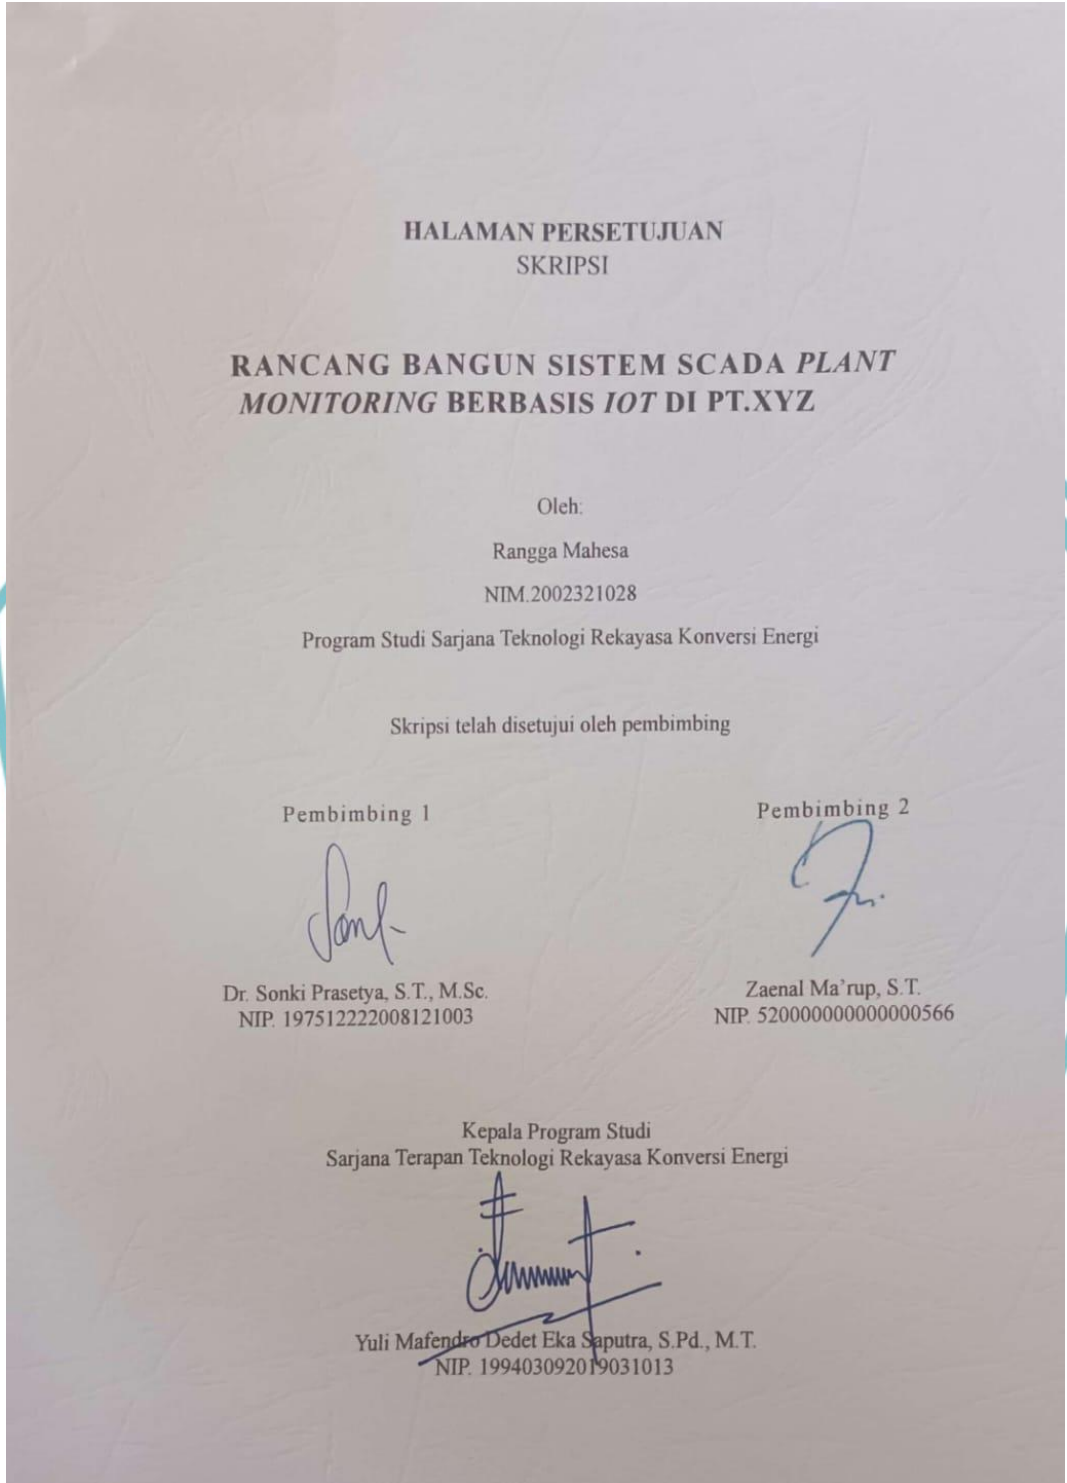 HALAMAN PERSETUJUAN
SKRIPSI
RANCANG BANGUN SISTEM SCADA PLANT
MONITORING BERBASIS IOT DI PT.XYZ
Oleh:
Rangga Mahesa
NIM.2002321028
Program Studi Sarjana Teknologi Rekayasa Konversi Energi
Skripsi telah disetujui oleh pembimbing
Pembimbing 1
Dr. Sonki Prasetya, S.T., M.Sc.
NIP. 197512222008121003
Pembimbing 2
Zaenal Ma'rup, S.T.
NIP. 520000000000000566
Kepala Program Studi
Sarjana Terapan Teknologi Rekayasa Konversi Energi
Yuli Mafendro Dedet Eka Saputra, S.Pd., M.T.
NIP. 199403092019031013